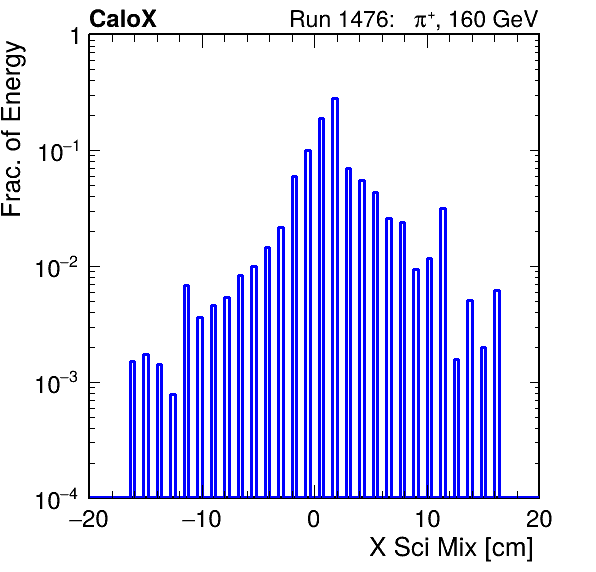 CaloX Run 1476: π⁺, 160 GeV
Frac. of Energy
1
10⁻¹
10⁻²
10⁻³
10⁻⁴
−20 −10 0 10 20
X Sci Mix [cm]